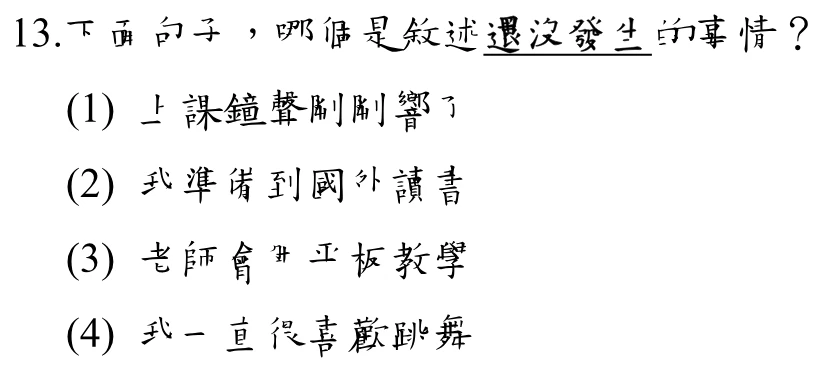 13.下面句子，哪個是敘述還沒發生的事情？
(1) 上課鐘聲剛剛響了
(2) 我準備到國外讀書
(3) 老師會用平板教學
(4) 我一直很喜歡跳舞